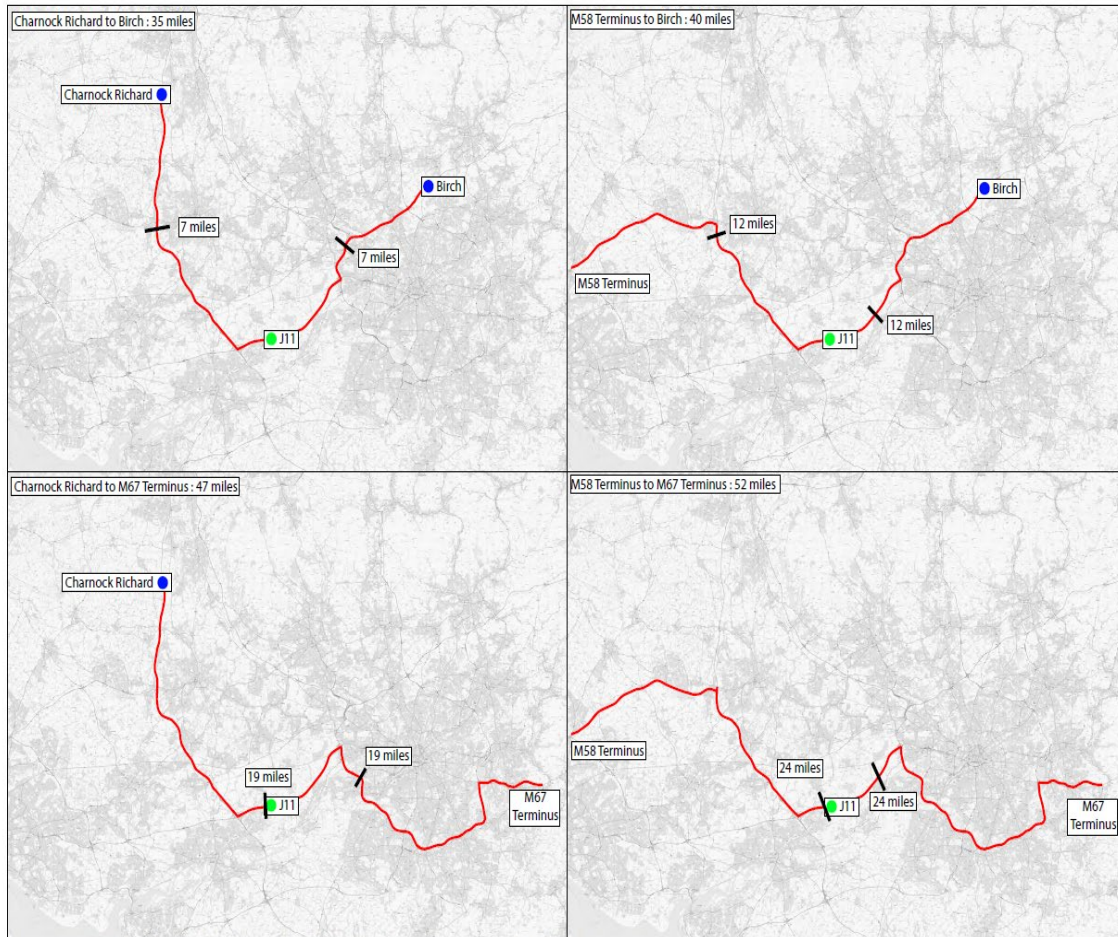 Charnock Richard to Birch : 35 miles
Charnock Richard
Birch
7 miles
7 miles
J11
M58 Terminus to Birch : 40 miles
Birch
12 miles
M58 Terminus
12 miles
J11
Charnock Richard to M67 Terminus : 47 miles
Charnock Richard
19 miles
19 miles
J11
M67
Terminus
M58 Terminus to M67 Terminus : 52 miles
M58 Terminus
24 miles
24 miles
J11
M67
Terminus